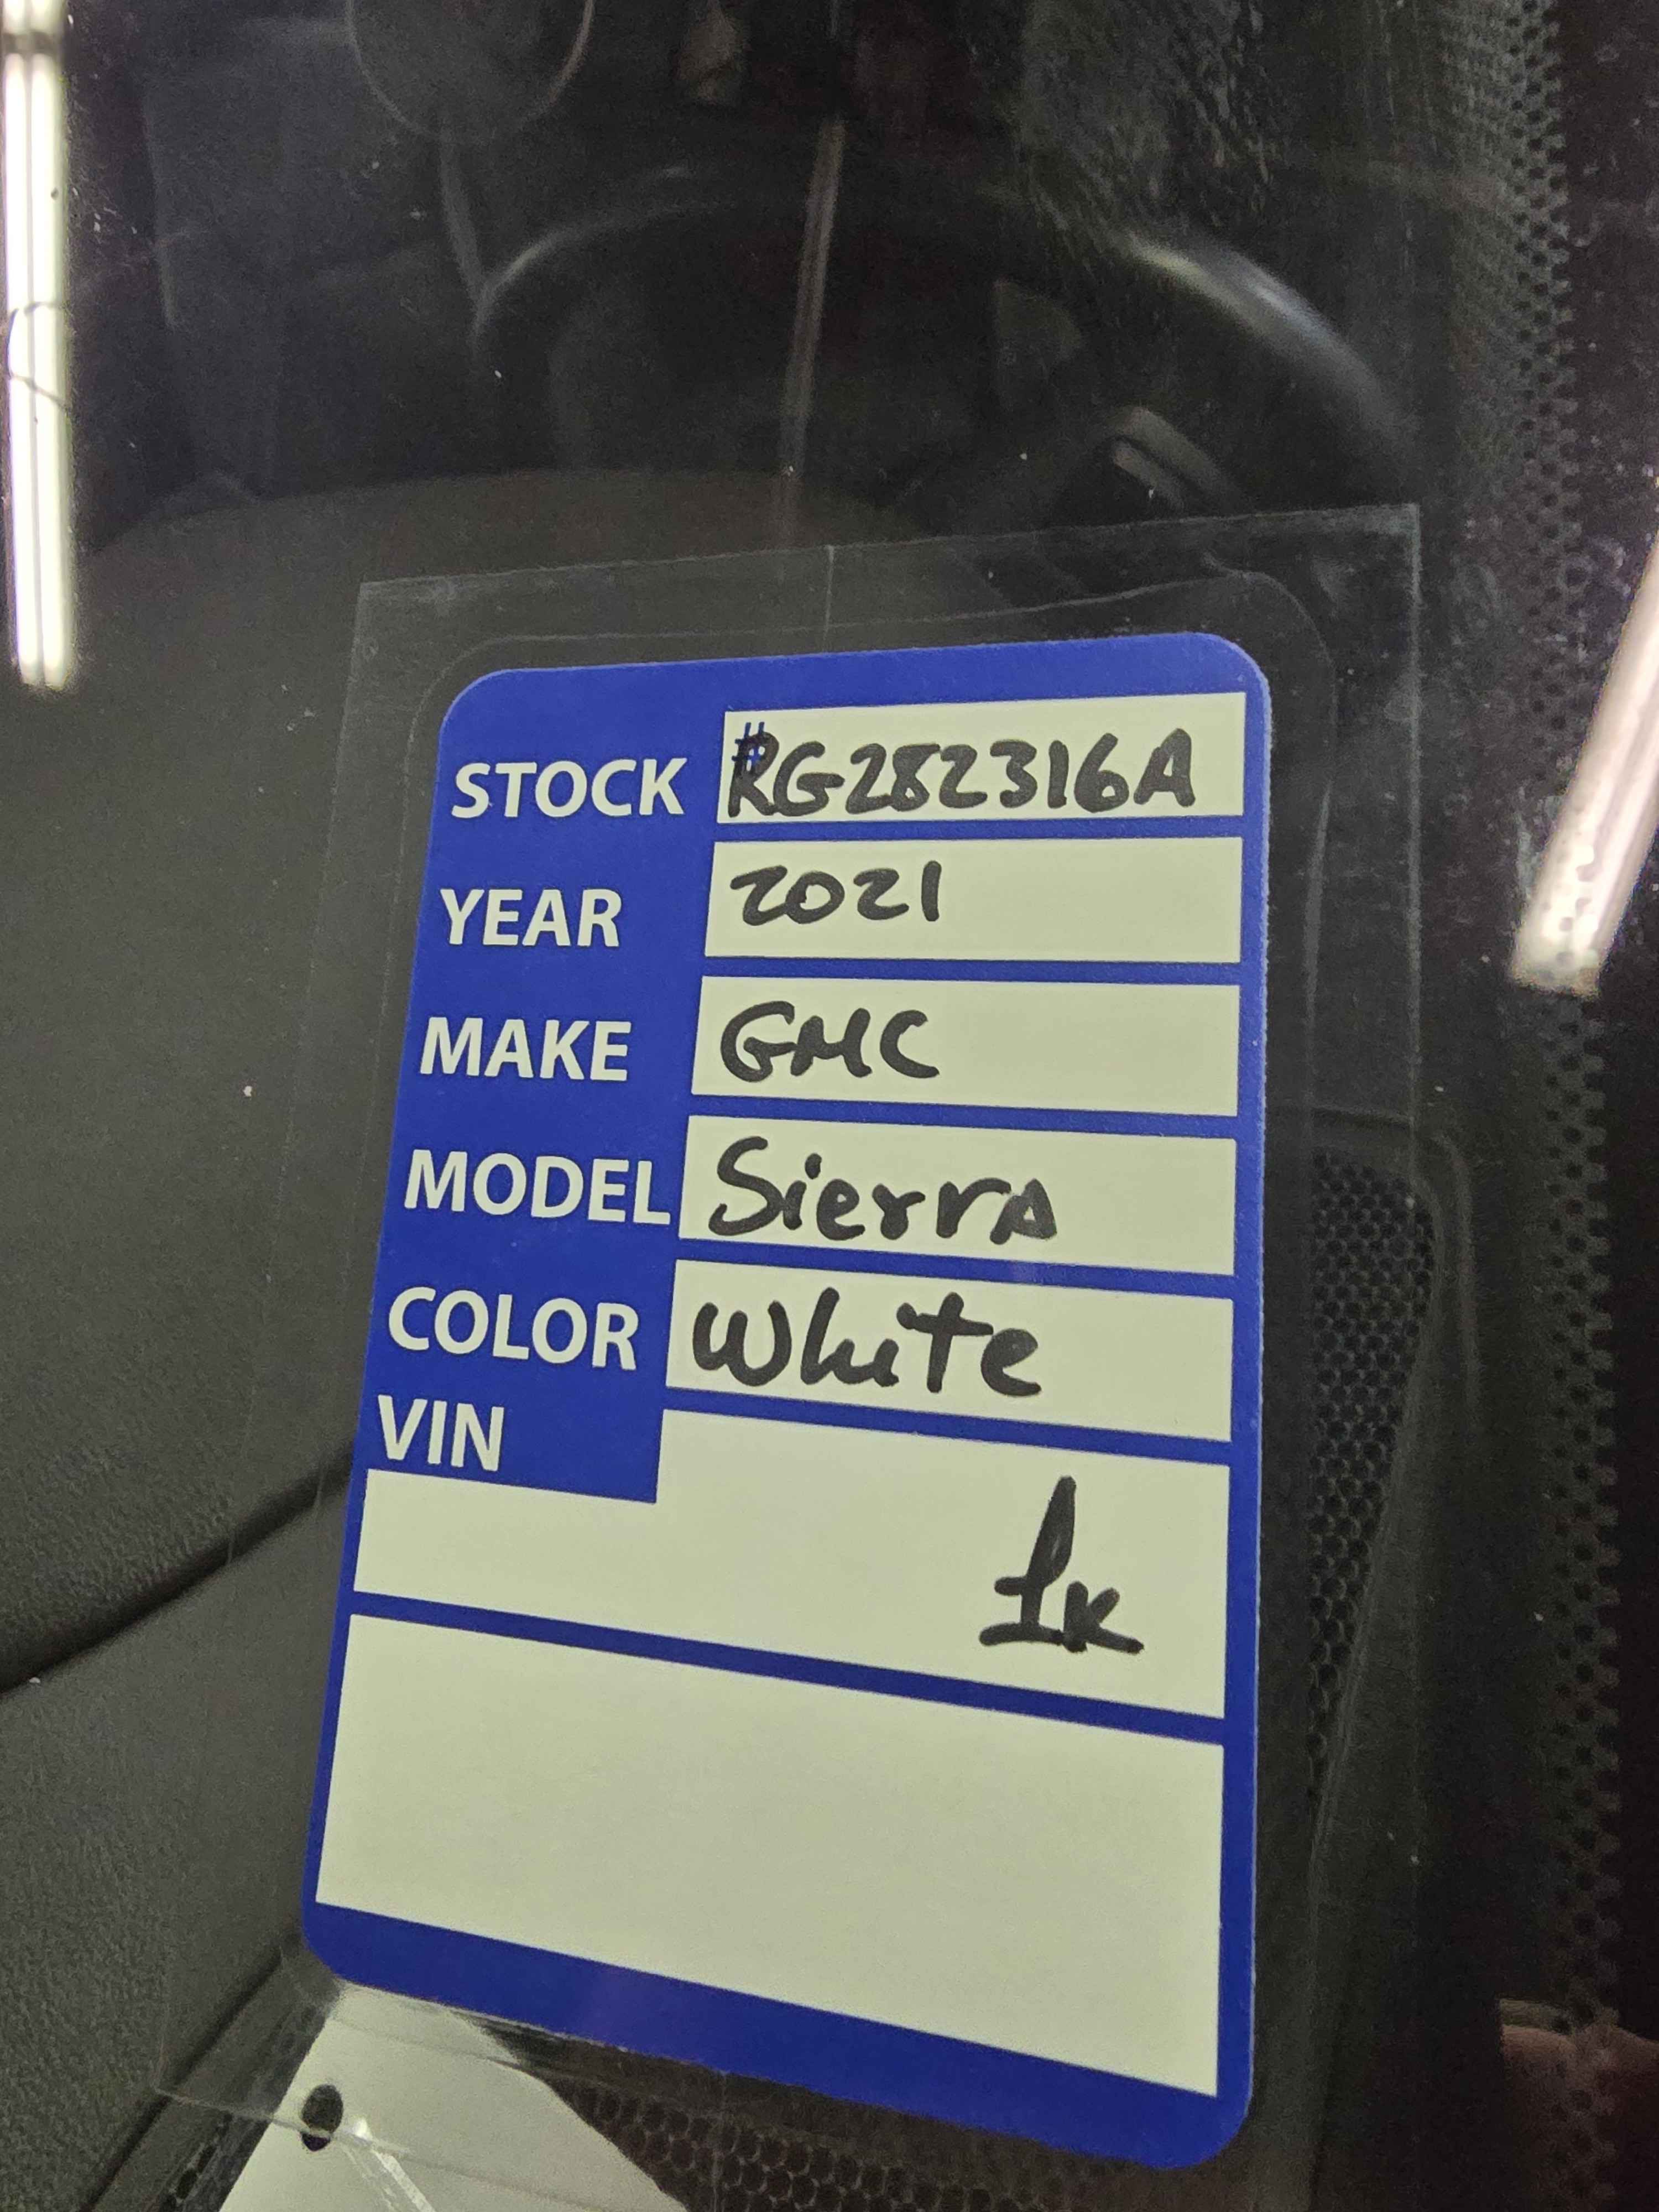 STOCK #RG282316A
YEAR 2021
MAKE GMC
MODEL Sierra
COLOR White
VIN
1K